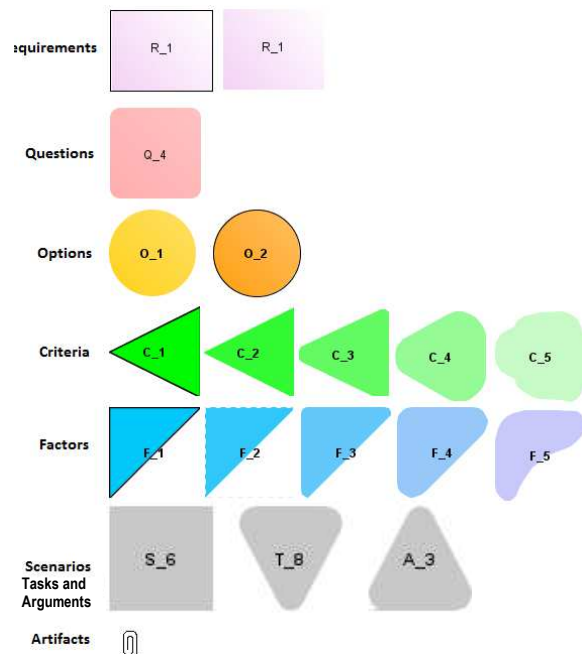 equirements R_1 R_1
Questions Q_4
Options O_1 O_2
Criteria C_1 C_2 C_3 C_4 C_5
Factors F_1 F_2 F_3 F_4 F_5
S_6 T_8 A_3
Scenarios
Tasks and
Arguments
Artifacts